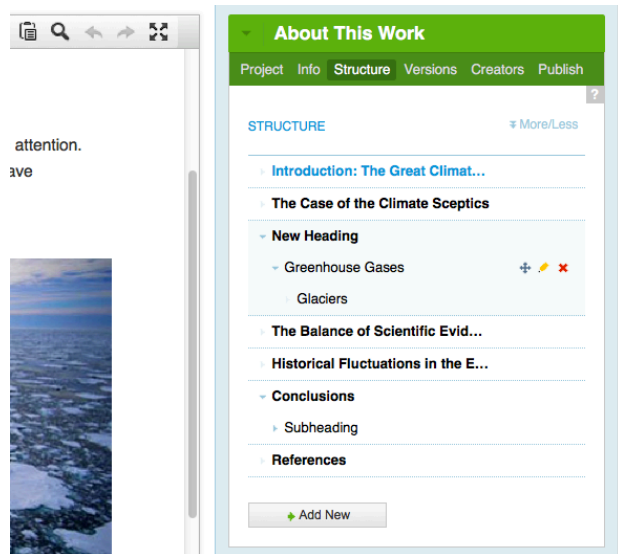 attention.
ave
About This Work
Project Info Structure Versions Creators Publish
?
STRUCTURE
More/Less
Introduction: The Great Climat...
The Case of the Climate Sceptics
New Heading
Greenhouse Gases
Glaciers
The Balance of Scientific Evid...
Historical Fluctuations in the E...
Conclusions
Subheading
References
Add New